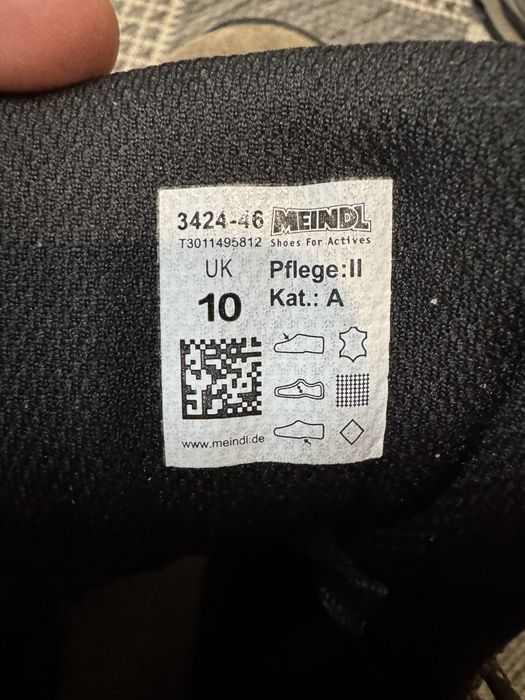 3424-46 MEINDL
T3011495812 Shoes For Actives
UK
10
Pflege:II
Kat.: A
www.meindl.de